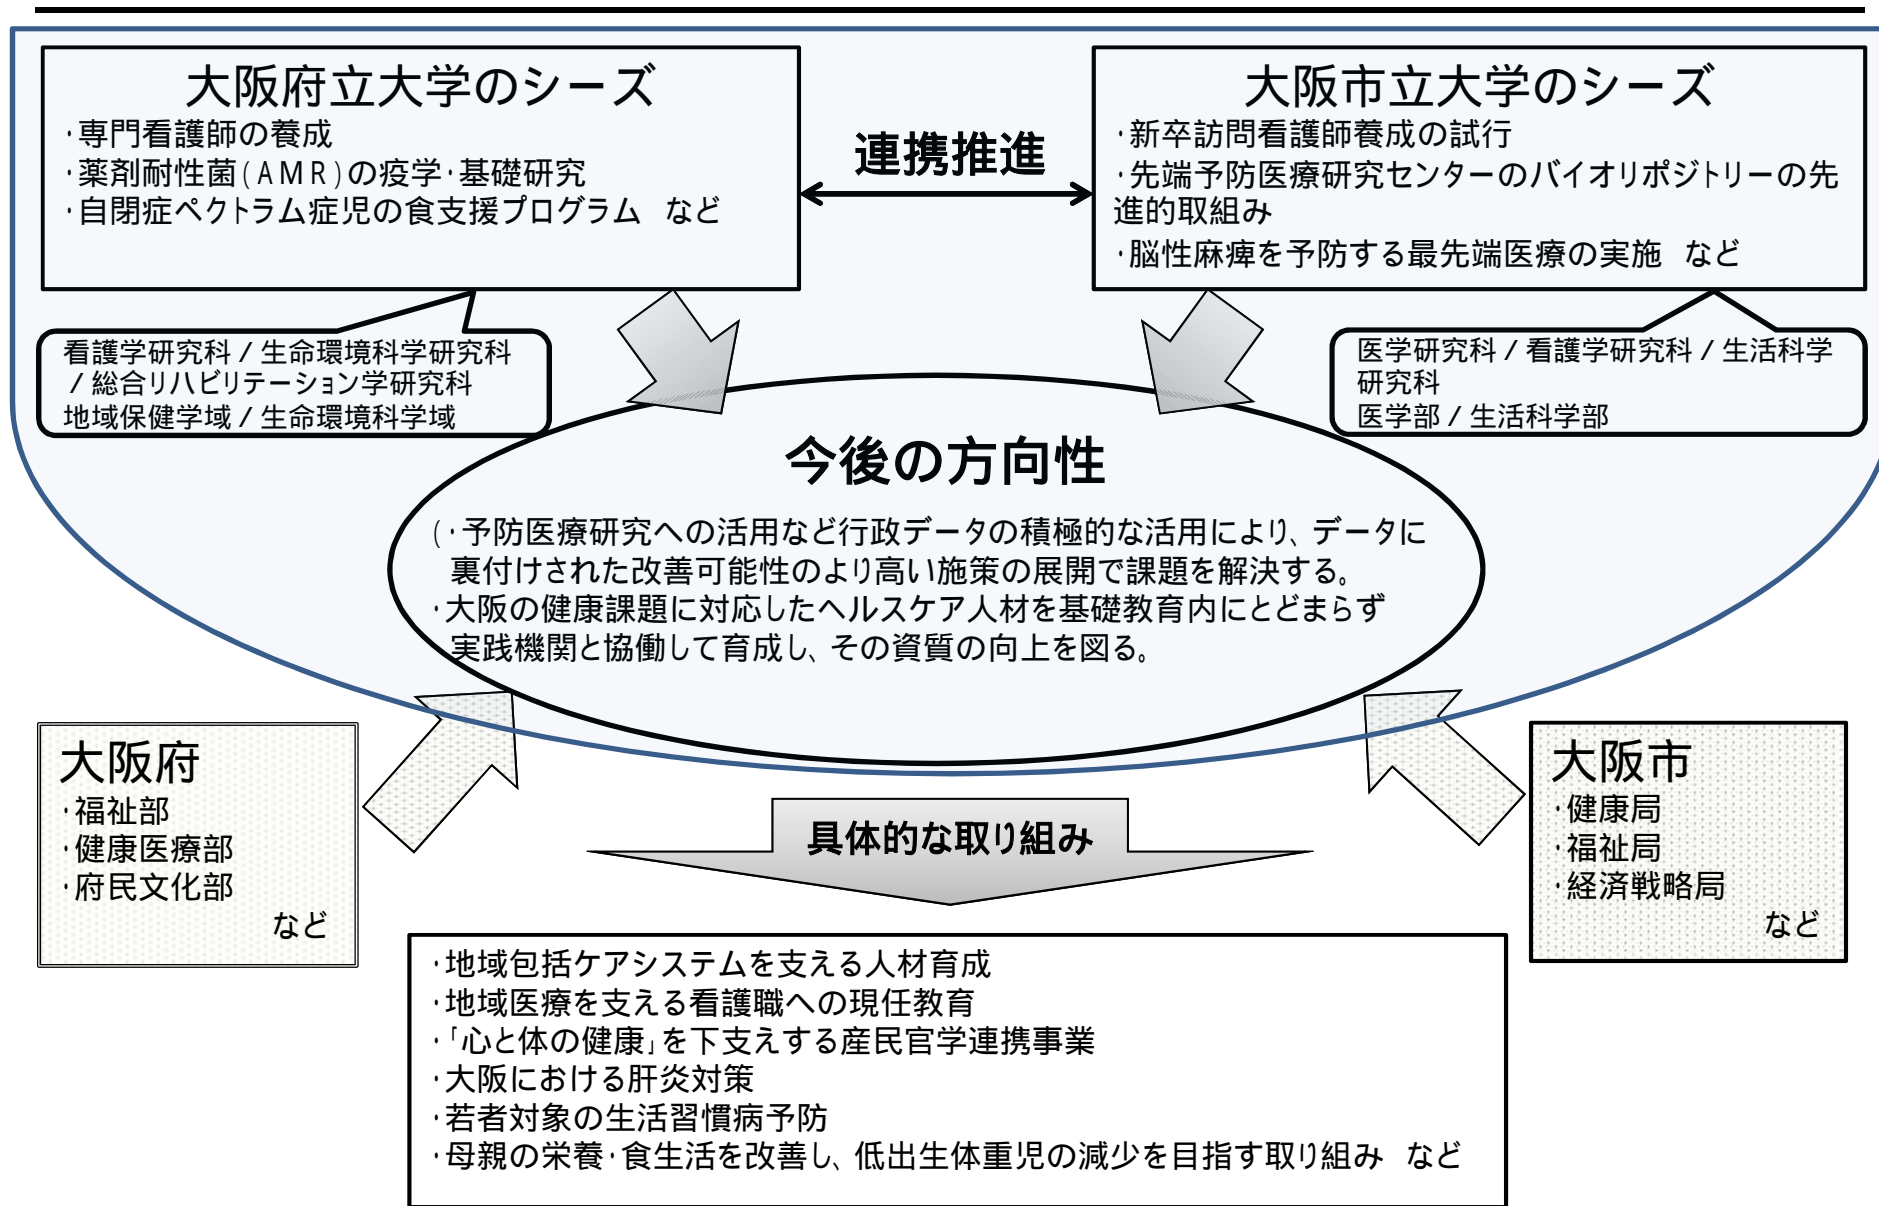 大阪府立大学のシーズ
・専門看護師の養成
・薬剤耐性菌(AMR)の疫学・基礎研究
・自閉症ペクトラム症児の食支援プログラム　など
連携推進
大阪市立大学のシーズ
・新卒訪問看護師養成の試行
・先端予防医療研究センターのバイオリポジトリーの先
進的取組み
・脳性麻痺を予防する最先端医療の実施　など
看護学研究科／生命環境科学研究科
／総合リハビリテーション学研究科
地域保健学域／生命環境科学域
医学研究科／看護学研究科／生活科学
研究科
医学部／生活科学部
今後の方向性
(・予防医療研究への活用など行政データの積極的な活用により、データに
裏付けされた改善可能性のより高い施策の展開で課題を解決する。
・大阪の健康課題に対応したヘルスケア人材を基礎教育内にとどまらず
実践機関と協働して育成し、その資質の向上を図る。
大阪府
・福祉部
・健康医療部
・府民文化部
など
大阪市
・健康局
・福祉局
・経済戦略局
など
具体的な取り組み
・地域包括ケアシステムを支える人材育成
・地域医療を支える看護職への現任教育
・「心と体の健康」を下支えする産民官学連携事業
・大阪における肝炎対策
・若者対象の生活習慣病予防
・母親の栄養・食生活を改善し、低出生体重児の減少を目指す取り組み　など